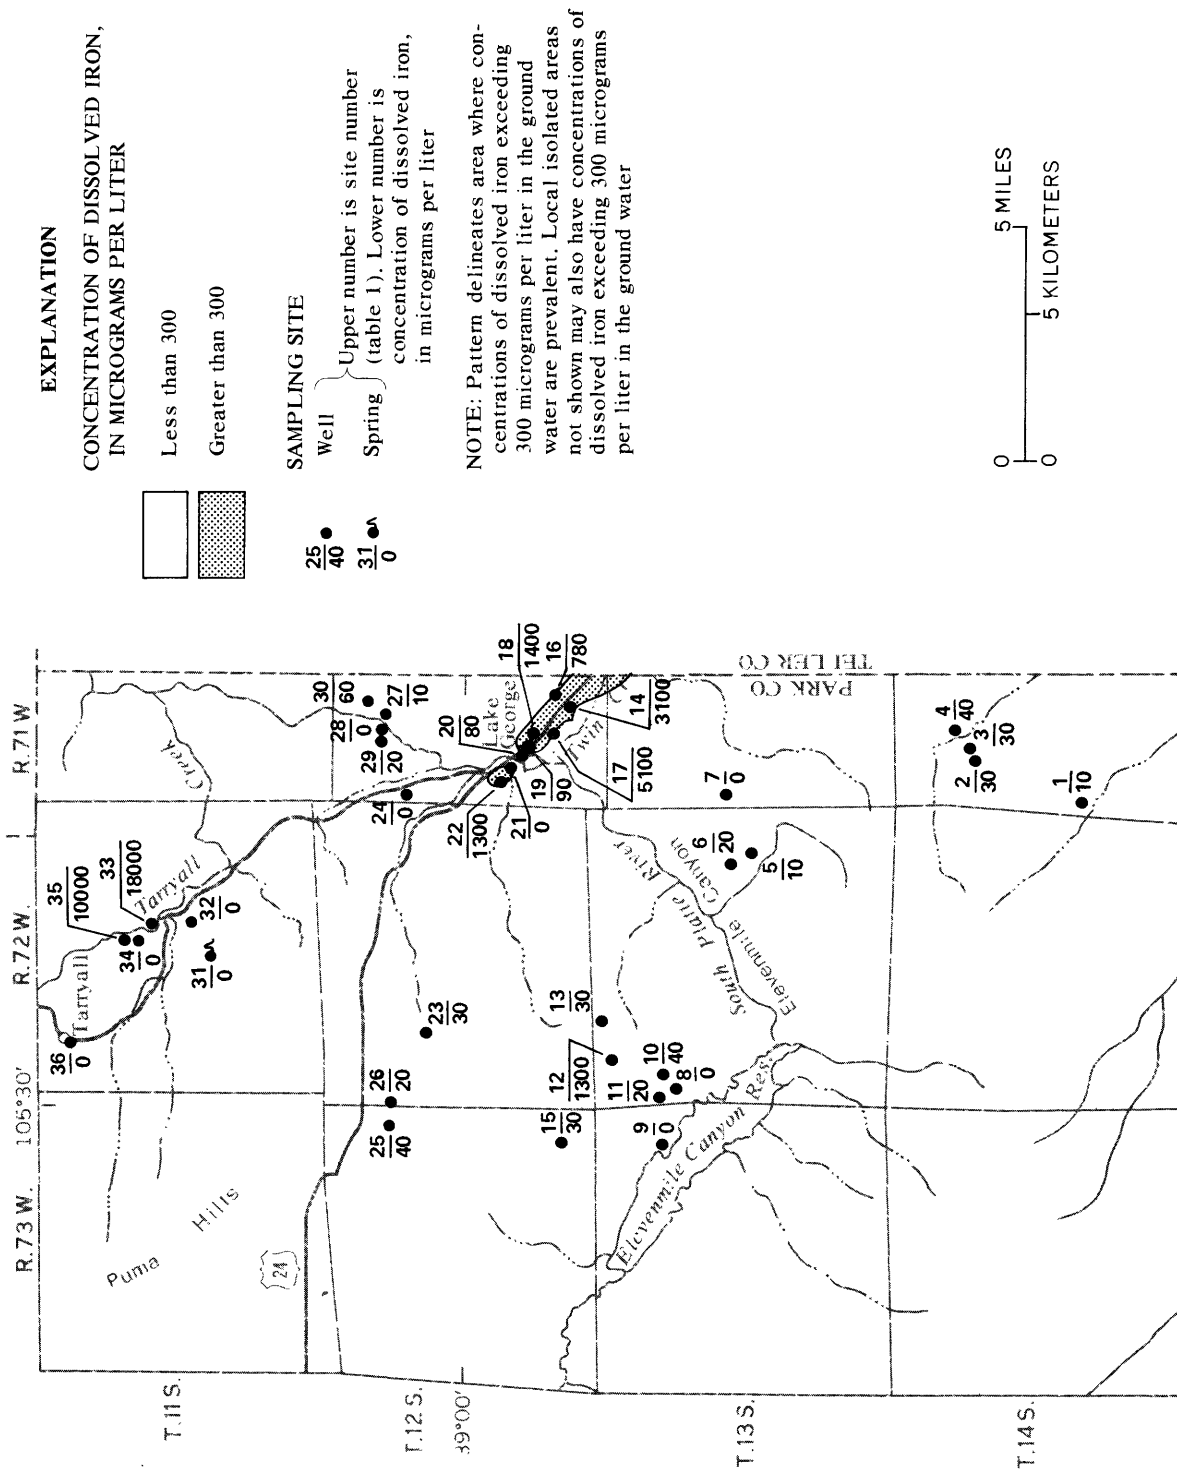 EXPLANATION
CONCENTRATION OF DISSOLVED IRON,
IN MICROGRAMS PER LITER
Less than 300
Greater than 300
SAMPLING SITE
25
40
Well
31
0
Spring
Upper number is site number
(table 1). Lower number is
concentration of dissolved iron,
in micrograms per liter
NOTE: Pattern delineates area where con-
centrations of dissolved iron exceeding
300 micrograms per liter in the ground
water are prevalent. Local isolated areas
not shown may also have concentrations of
dissolved iron exceeding 300 micrograms
per liter in the ground water
0
5 MILES
0
5 KILOMETERS
R.73 W.
105°30'
R.72 W.
R.71 W
T.11 S.
T.12 S.
39°00'
T.13 S.
T.14 S.
Puma
Hills
24
Tarryall
Tarryall
Creek
Lake
George
Twin
TELLER CO
PARK CO
South Platte
River
Elevenmile
Canyon
Elevenmile Canyon Res.
36
0
35
10000
34
0
33
18000
32
0
31
0
30
60
29
20
28
0
27
10
26
20
25
40
24
0
23
30
22
1300
21
0
20
80
19
90
18
1400
17
5100
16
780
15
30
14
3100
13
30
12
1300
11
20
10
40
9
0
8
0
7
0
6
20
5
10
4
40
3
30
2
30
1
10